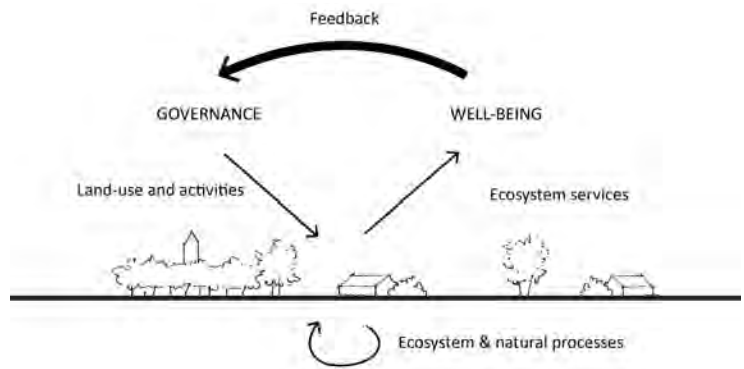 Feedback
GOVERNANCE
WELL-BEING
Land-use and activities
Ecosystem services
Ecosystem & natural processes